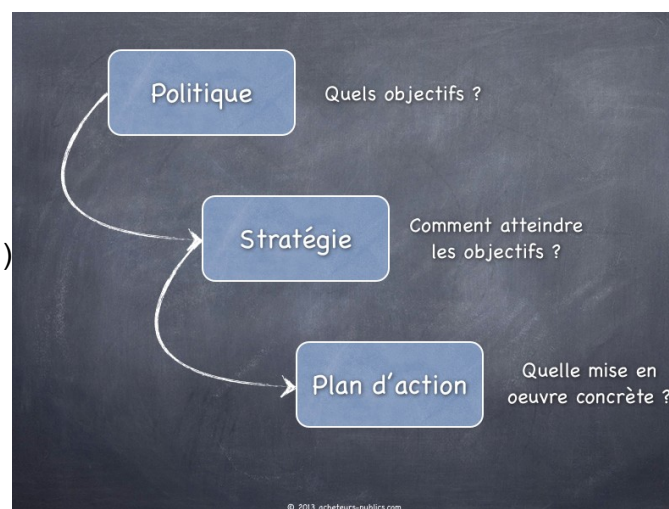 Politique
Quels objectifs ?
)
Stratégie
Comment atteindre
les objectifs ?
Plan d'action
Quelle mise en
oeuvre concrète ?
© 2013 acheteurs-publics.com